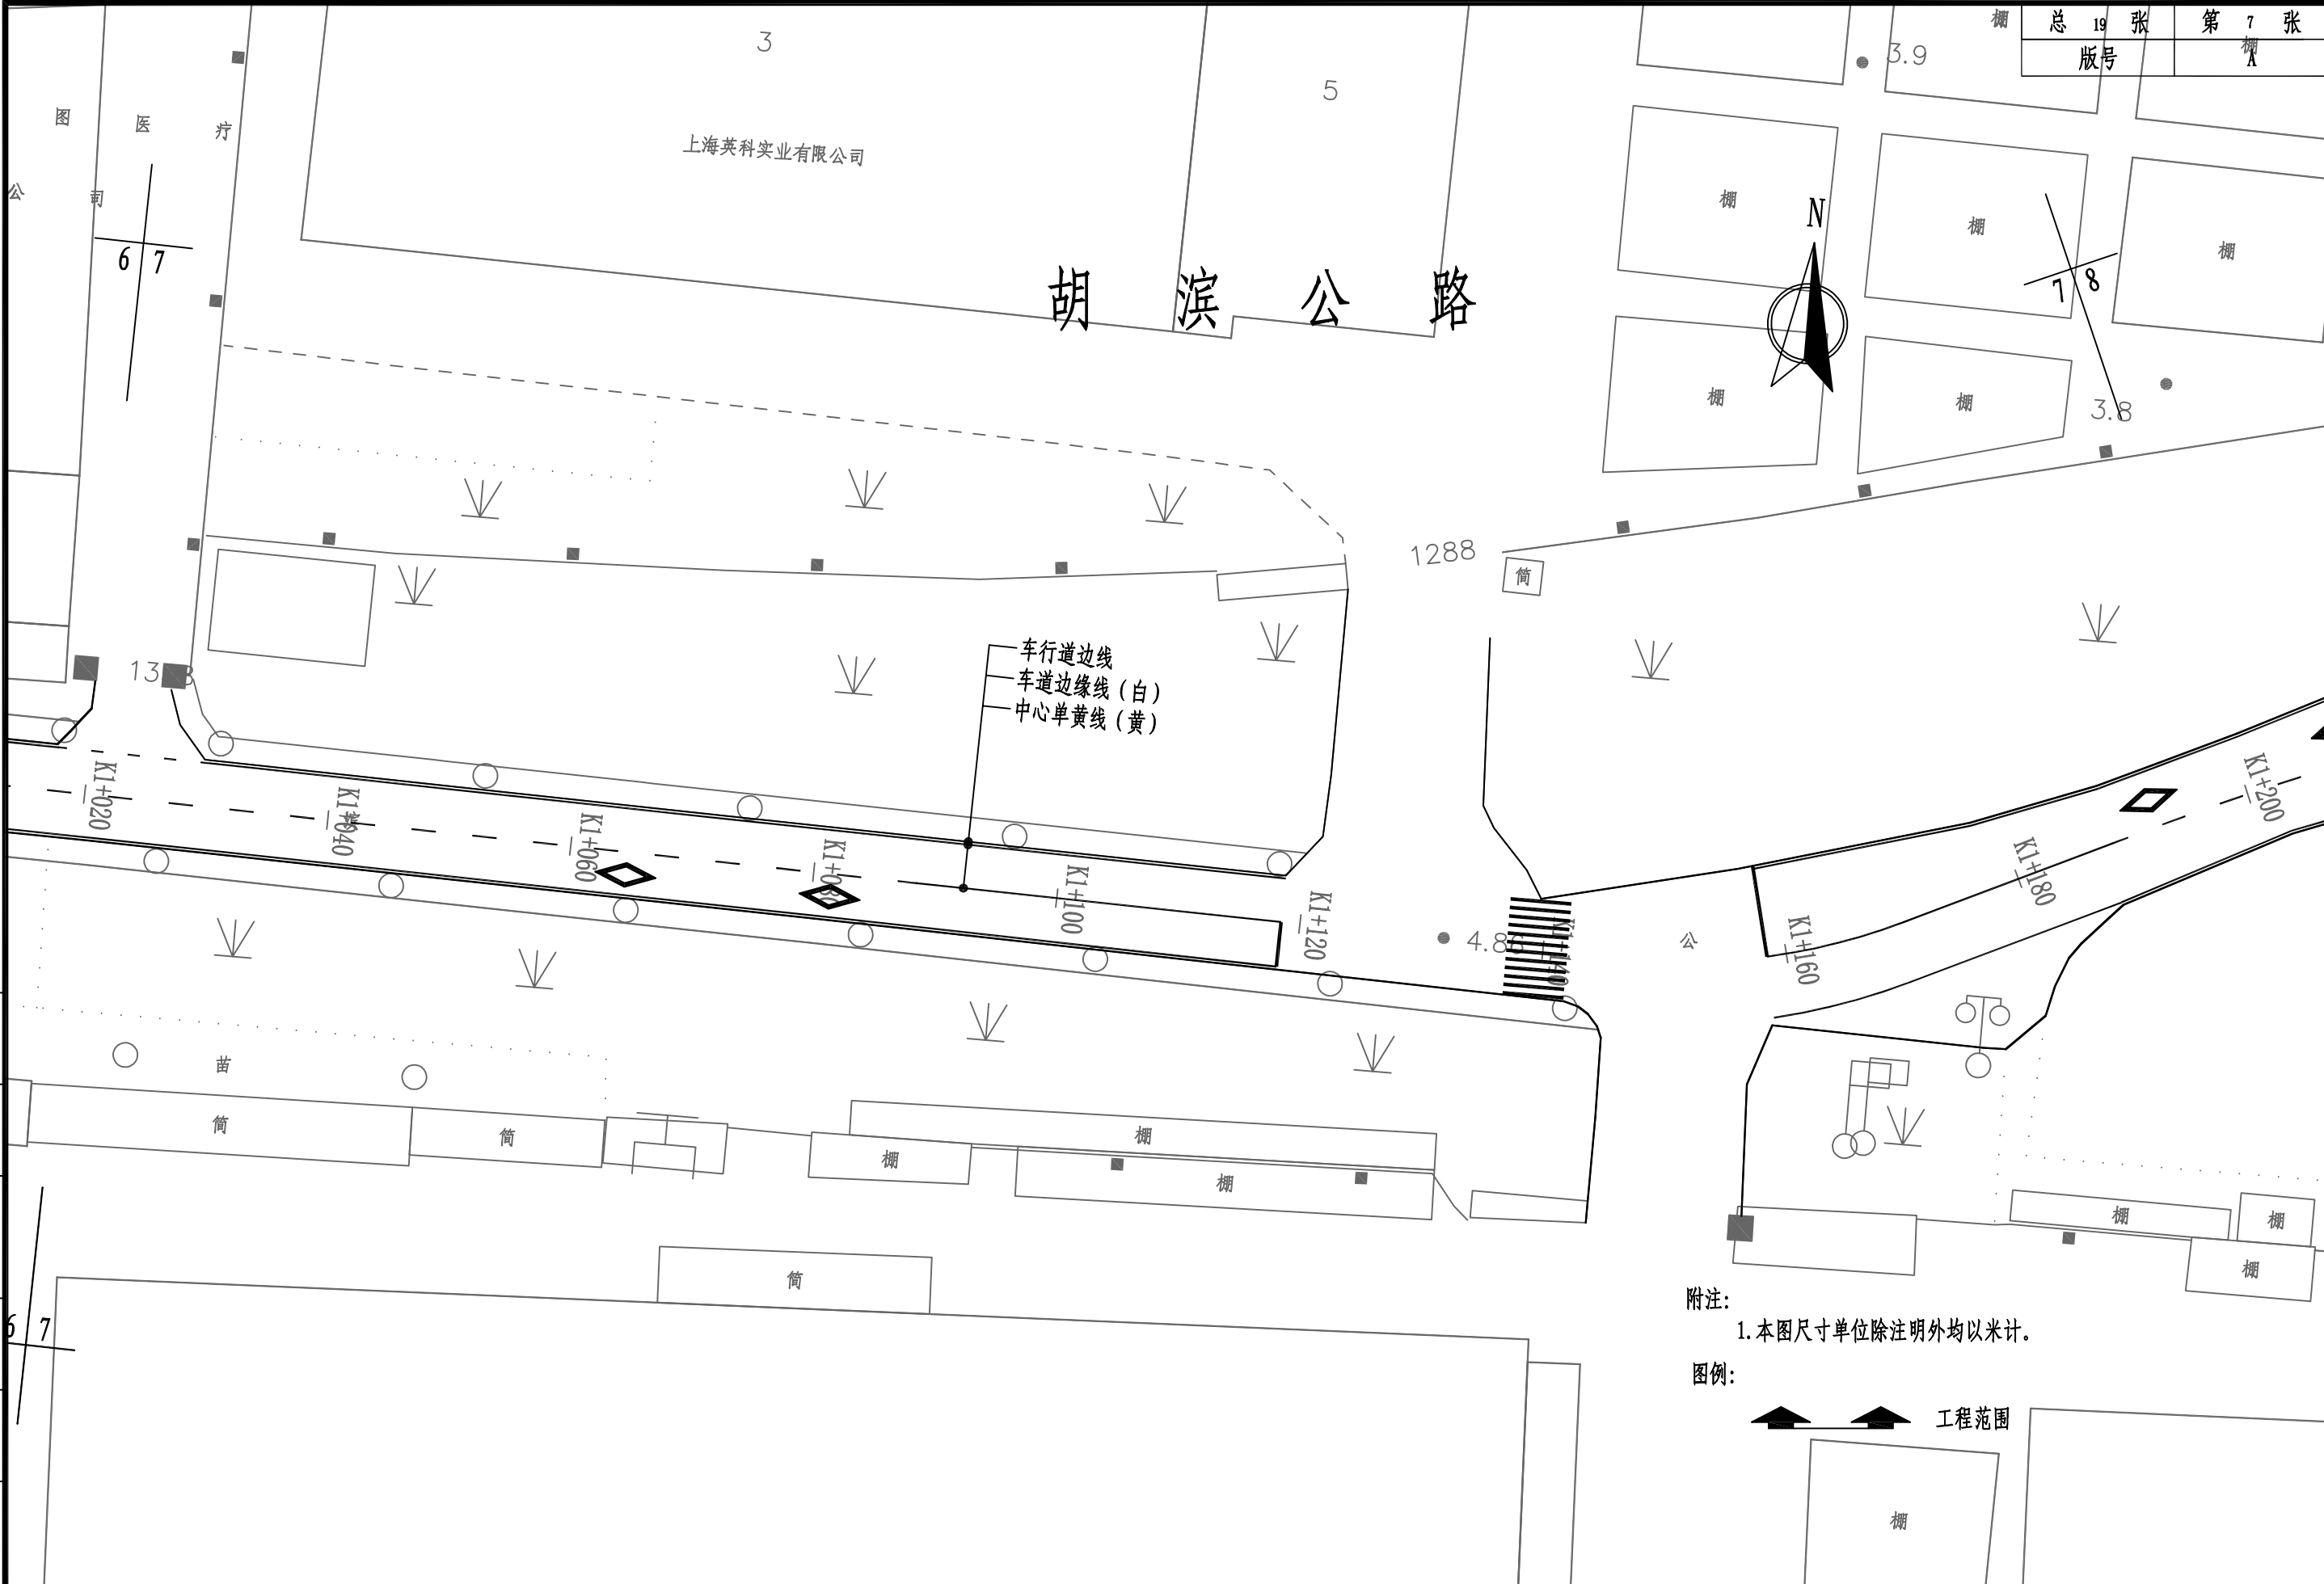 总 19 张 第 7 张
版号 A
棚
棚
3
5
3.9
图 医 疗
公 司
上海英科实业有限公司
棚
棚
棚
N
6 7
7 8
胡 滨 公 路
棚
棚
3.8
1288
简
车行道边线
车道边缘线（白）
中心单黄线（黄）
K1+020
K1+040
K1+060
K1+080
K1+100
K1+120
K1+140
K1+160
K1+180
K1+200
公
苗
简
简
棚
棚
棚
棚
棚
棚
简
6 7
附注：
1.本图尺寸单位除注明外均以米计。
图例：
工程范围
棚